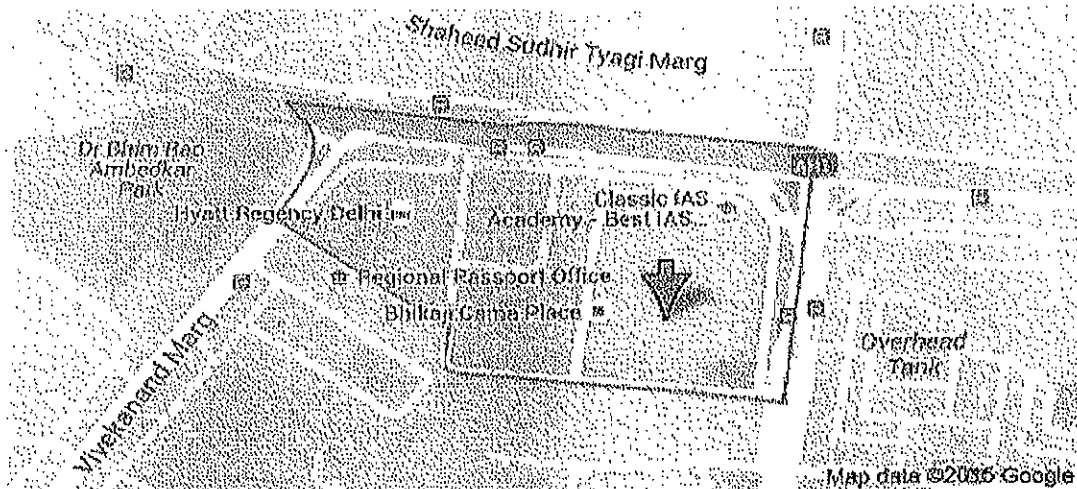 Shaheed Sudhir Tyagi Marg
Dr Bhim Rao
Ambedkar
Park
Hyatt Regency Delhi
Classic IAS
Academy - Best IAS...
Regional Passport Office
Bhikaji Cama Place
Overhead
Tank
Vivekanand Marg
Map data ©2015 Google